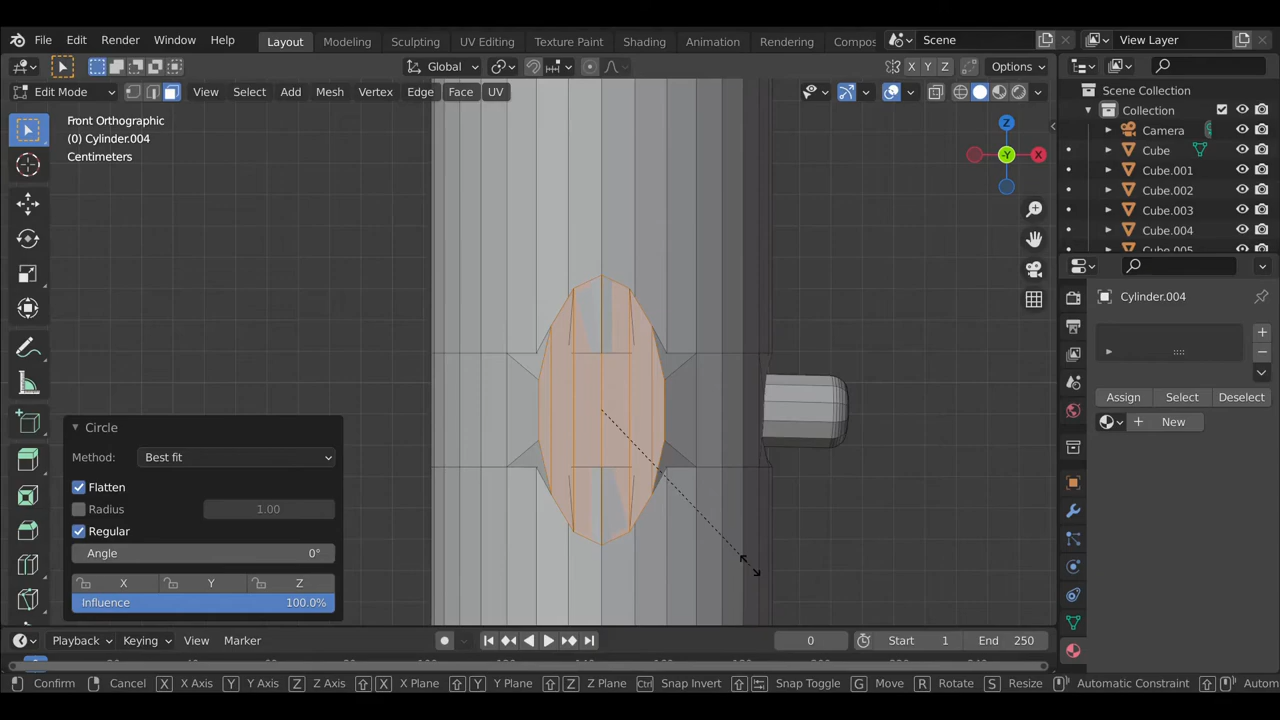 File Edit Render Window Help Layout Modeling Sculpting UV Editing Texture Paint Shading Animation Rendering Compos Scene View Layer
Global X Y Z Options
Edit Mode View Select Add Mesh Vertex Edge Face UV
Scene Collection
Collection
Camera
Cube
Cube.001
Cube.002
Cube.003
Cube.004
Cube.005
Front Orthographic
(0) Cylinder.004
Centimeters
Z
-Y
X
Cylinder.004
Assign Select Deselect
New
Circle
Method: Best fit
Flatten
Radius 1.00
Regular
Angle 0°
X Y Z
Influence 100.0%
Playback Keying View Marker 0 Start 1 End 250
Confirm Cancel X X Axis Y Y Axis Z Z Axis X X Plane Y Y Plane Z Z Plane Ctrl Snap Invert Snap Toggle G Move R Rotate S Resize Automatic Constraint Automatic